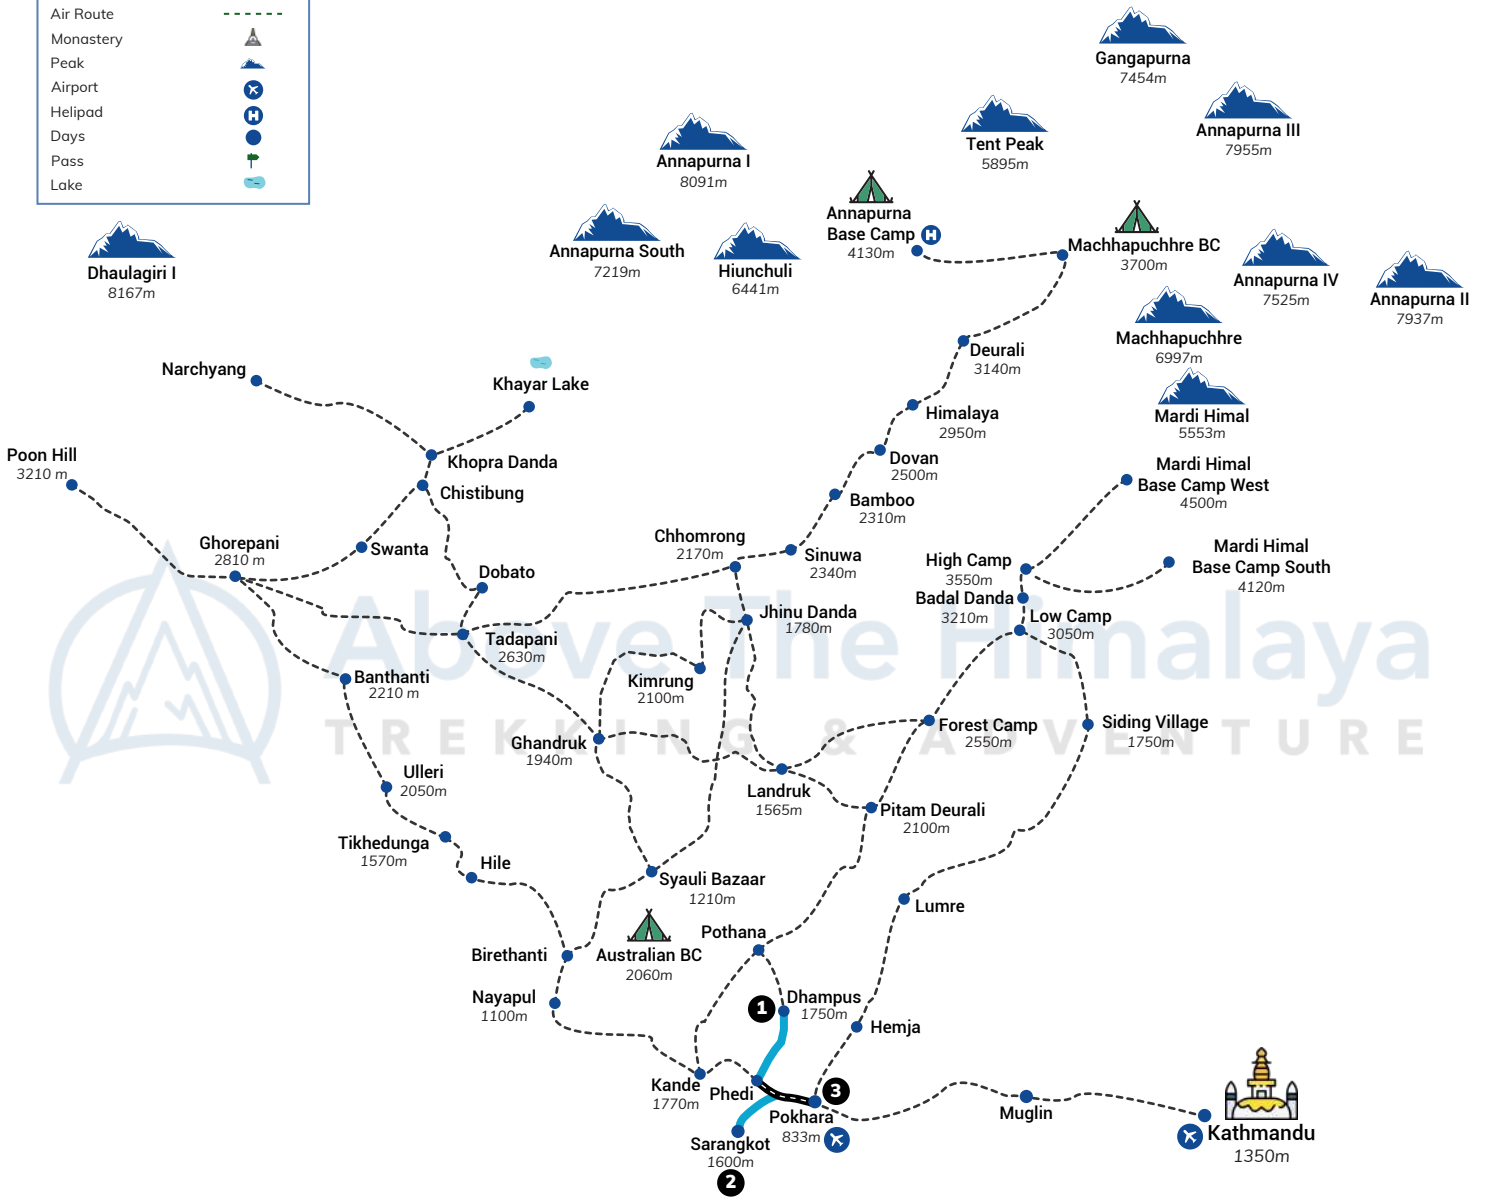 Air Route
Monastery
Peak
Airport
Helipad
H
Days
Pass
Lake
Gangapurna
7454m
Annapurna III
7955m
Tent Peak
5895m
Annapurna I
8091m
Annapurna
Base Camp
H
4130m
Machhapuchhre BC
3700m
Annapurna South
7219m
Hiunchuli
6441m
Dhaulagiri I
8167m
Annapurna IV
7525m
Annapurna II
7937m
Machhapuchhre
6997m
Deurali
3140m
Mardi Himal
5553m
Narchyang
Khayar Lake
Himalaya
2950m
Poon Hill
3210 m
Khopra Danda
Dovan
2500m
Mardi Himal
Base Camp West
4500m
Chistibung
Bamboo
2310m
Ghorepani
2810 m
Swanta
Chhomrong
2170m
Sinuwa
2340m
High Camp
3550m
Mardi Himal
Base Camp South
4120m
Dobato
Badal Danda
3210m
Jhinu Danda
1780m
Low Camp
3050m
Above The Himalaya
TREKKING & ADVENTURE
Tadapani
2630m
Banthanti
2210 m
Kimrung
2100m
Ghandruk
1940m
Forest Camp
2550m
Siding Village
1750m
Ulleri
2050m
Landruk
1565m
Pitam Deurali
2100m
Tikhedunga
1570m
Hile
Syauli Bazaar
1210m
Lumre
Pothana
Birethanti
Australian BC
2060m
Nayapul
1100m
1
Dhampus
1750m
Hemja
Kande
1770m
Phedi
3
Pokhara
833m
Muglin
Sarangkot
1600m
2
Kathmandu
1350m